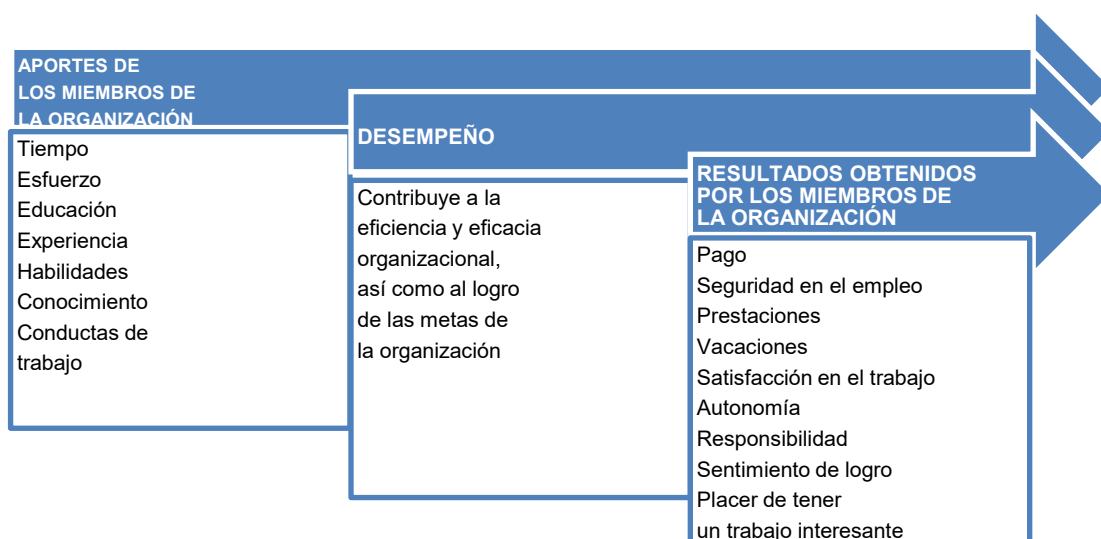 APORTES DE
LOS MIEMBROS DE
LA ORGANIZACIÓN
Tiempo
Esfuerzo
Educación
Experiencia
Habilidades
Conocimiento
Conductas de
trabajo
DESEMPEÑO
Contribuye a la
eficiencia y eficacia
organizacional,
así como al logro
de las metas de
la organización
RESULTADOS OBTENIDOS
POR LOS MIEMBROS DE
LA ORGANIZACIÓN
Pago
Seguridad en el empleo
Prestaciones
Vacaciones
Satisfacción en el trabajo
Autonomía
Responsibilidad
Sentimiento de logro
Placer de tener
un trabajo interesante